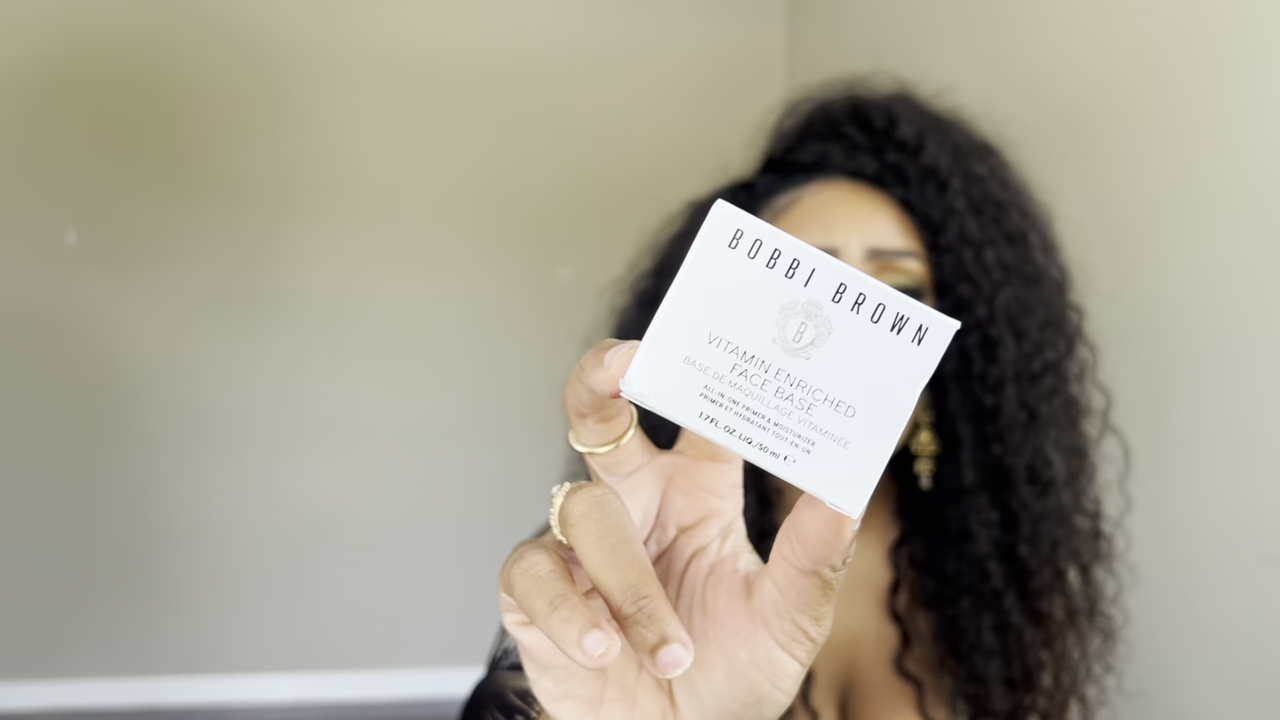 BOBBI BROWN
B
VITAMIN ENRICHED
FACE BASE
BASE DE MAQUILLAGE VITAMINÉE
ALL-IN-ONE PRIMER & MOISTURIZER
PRIMER ET HYDRATANT TOUT-EN-UN
1.7 FL. OZ. LIQ./50 ml ℮